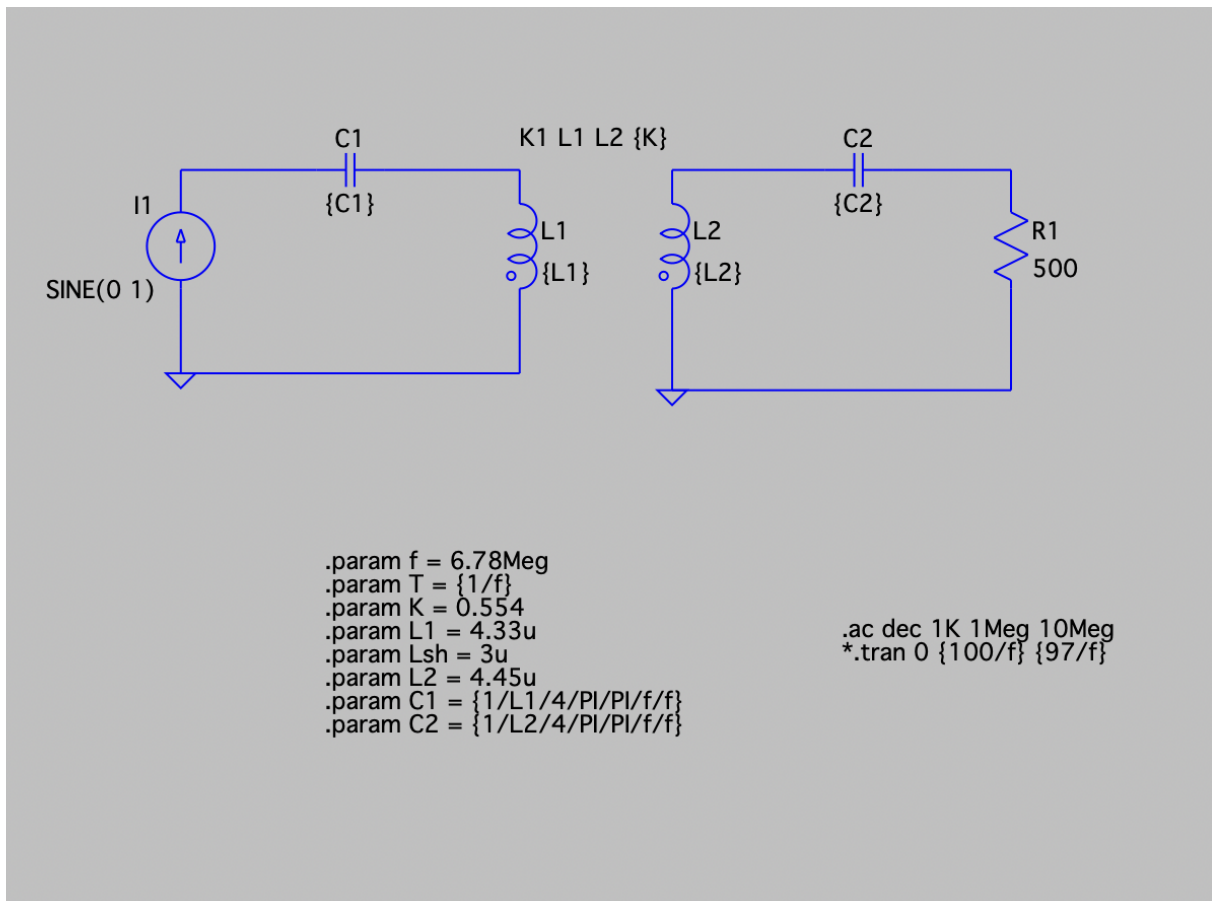 C1
K1 L1 L2 {K}
C2
I1
{C1}
{C2}
L1
L2
R1
{L1}
{L2}
500
SINE(0 1)
.param f = 6.78Meg
.param T = {1/f}
.param K = 0.554
.param L1 = 4.33u
.param Lsh = 3u
.param L2 = 4.45u
.param C1 = {1/L1/4/PI/PI/f/f}
.param C2 = {1/L2/4/PI/PI/f/f}
.ac dec 1K 1Meg 10Meg
*.tran 0 {100/f} {97/f}